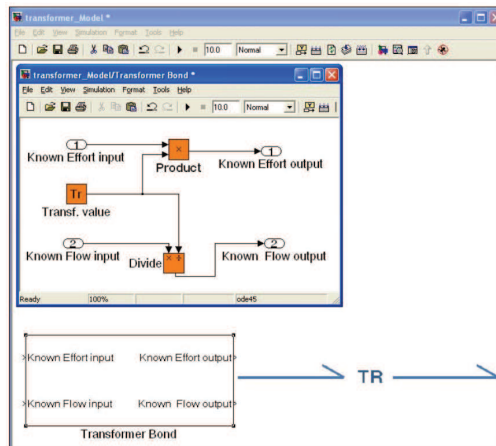 transformer_Model *
File Edit View Simulation Format Tools Help
10.0 Normal
transformer_Model/Transformer Bond *
File Edit View Simulation Format Tools Help
10.0 Normal
1
Known Effort input
×
Product
1
Known Effort output
Tr
Transf. value
2
Known Flow input
× ÷
Divide
2
Known Flow output
Ready 100% ode45
Known Effort input Known Effort output
Known Flow input Known Flow output
Transformer Bond
TR